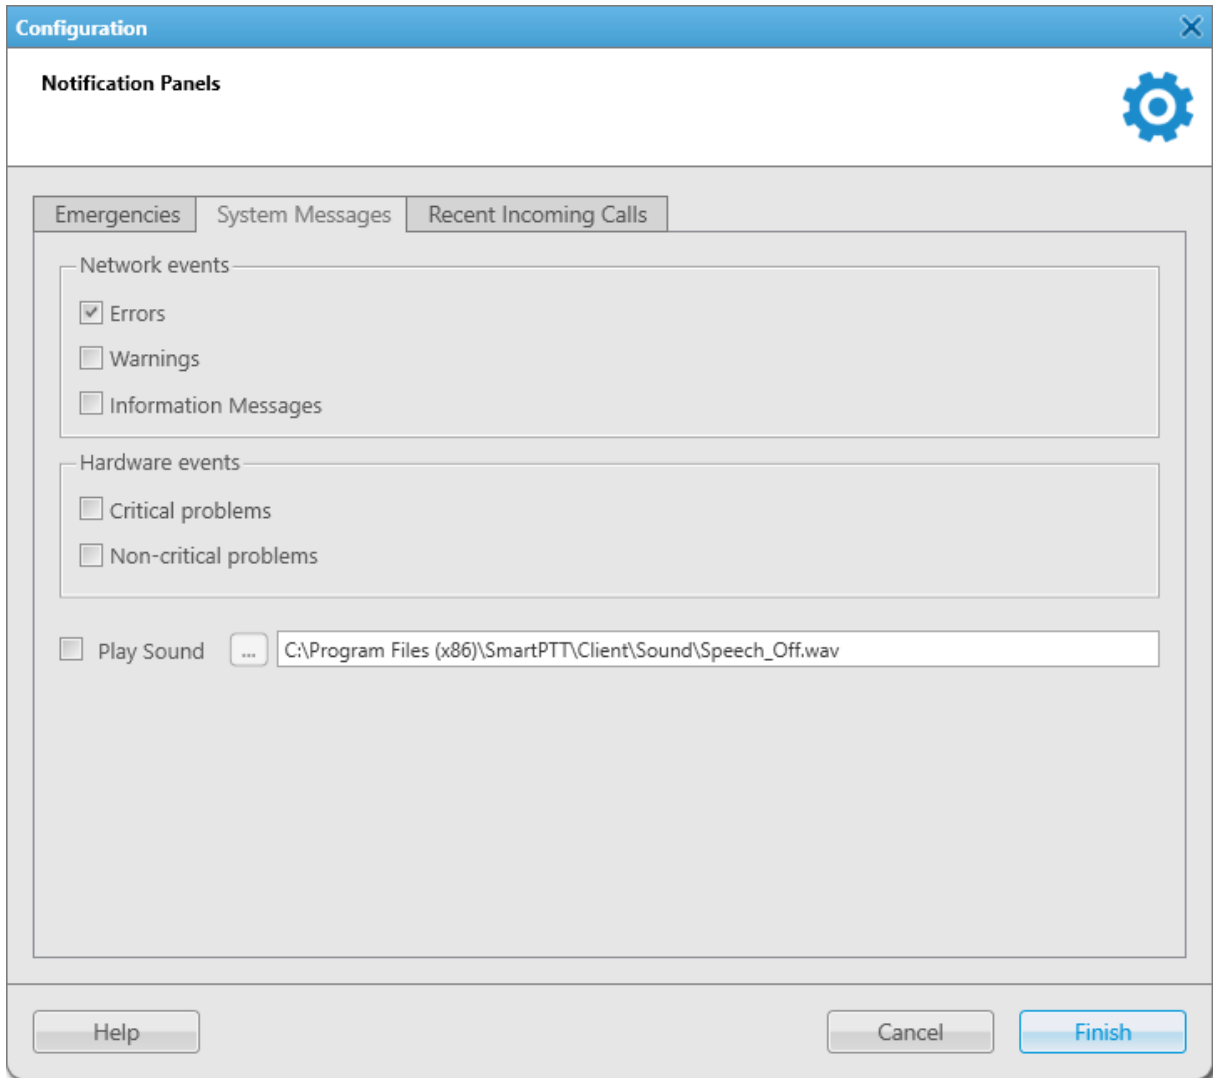 Configuration
Notification Panels
Emergencies System Messages Recent Incoming Calls
Network events
Errors
Warnings
Information Messages
Hardware events
Critical problems
Non-critical problems
Play Sound ... C:\Program Files (x86)\SmartPTT\Client\Sound\Speech_Off.wav
Help Cancel Finish